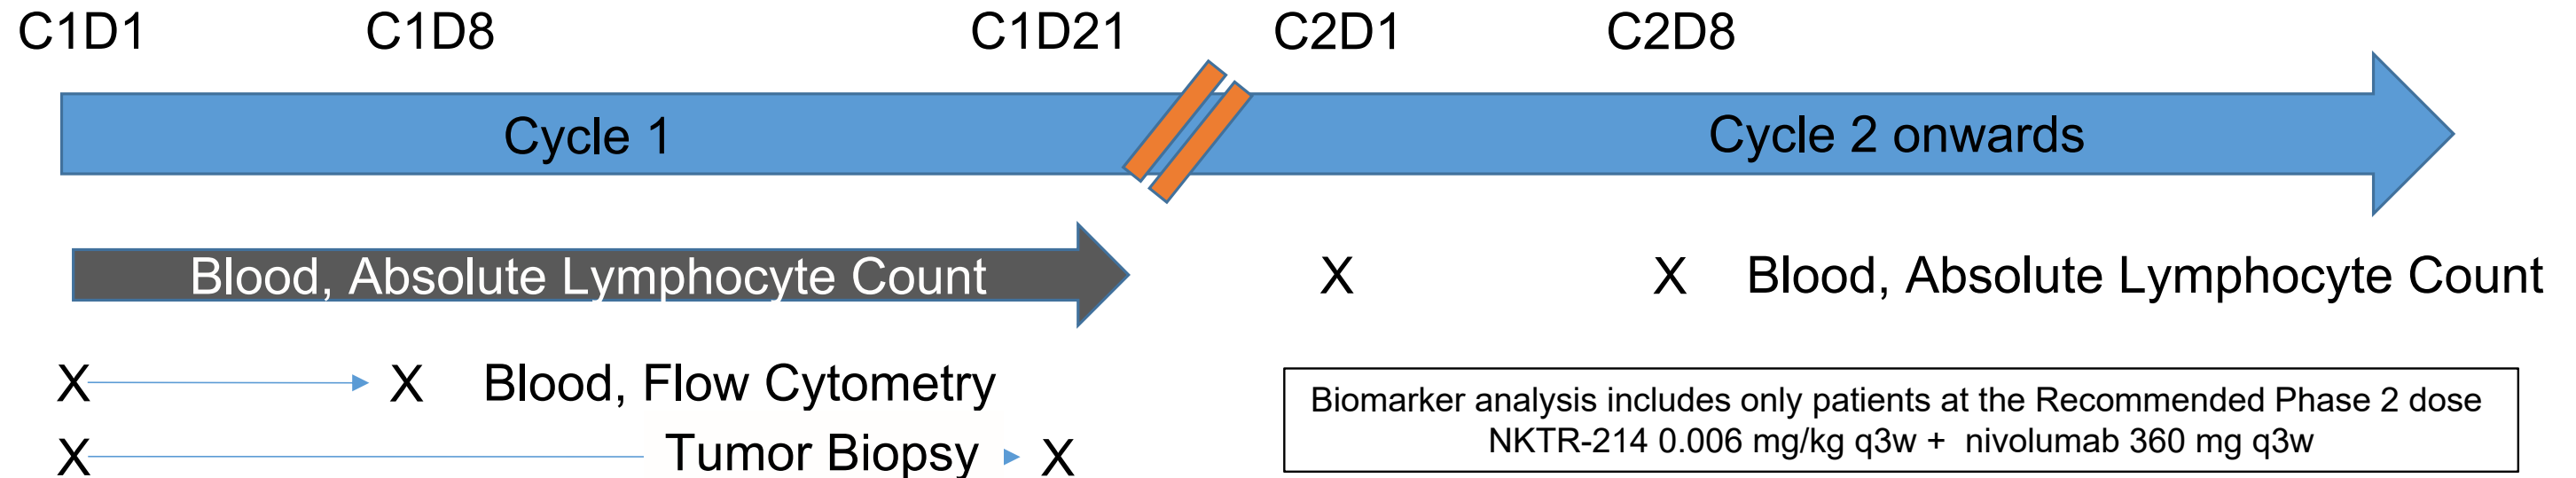 C1D1 C1D8 C1D21 C2D1 C2D8
Cycle 1 Cycle 2 onwards
Blood, Absolute Lymphocyte Count X X Blood, Absolute Lymphocyte Count
X X Blood, Flow Cytometry
X Tumor Biopsy X
Biomarker analysis includes only patients at the Recommended Phase 2 dose
NKTR-214 0.006 mg/kg q3w + nivolumab 360 mg q3w